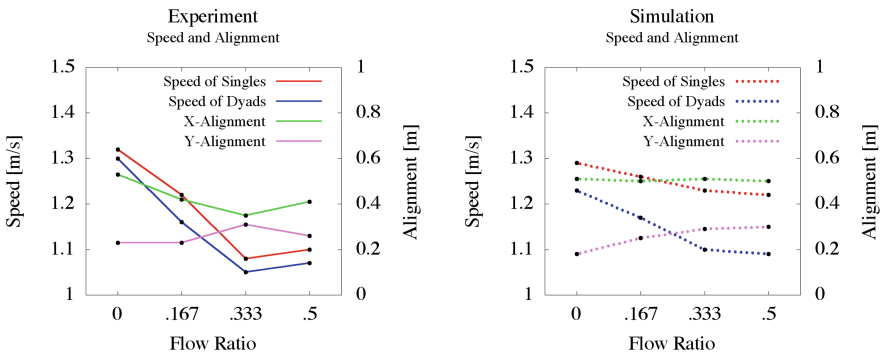 Experiment
Speed and Alignment
Speed of Singles
Speed of Dyads
X-Alignment
Y-Alignment
1.5
1.4
1.3
1.2
1.1
1
Speed [m/s]
1
0.8
0.6
0.4
0.2
0
Alignment [m]
0 .167 .333 .5
Flow Ratio
Simulation
Speed and Alignment
Speed of Singles
Speed of Dyads
X-Alignment
Y-Alignment
1.5
1.4
1.3
1.2
1.1
1
Speed [m/s]
1
0.8
0.6
0.4
0.2
0
Alignment [m]
0 .167 .333 .5
Flow Ratio